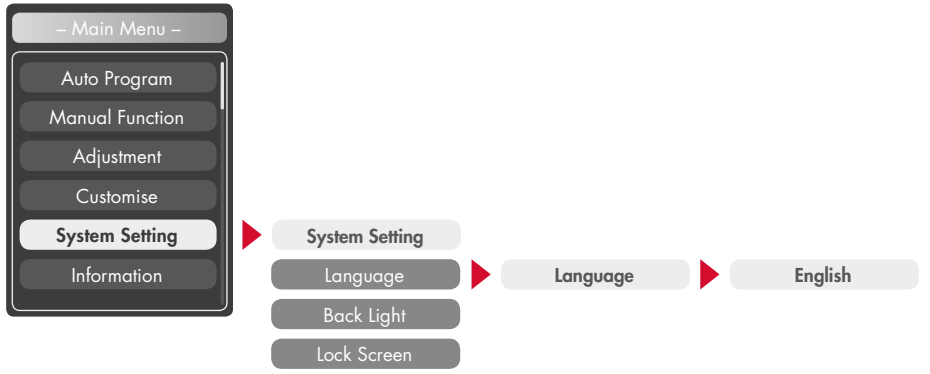 – Main Menu –
Auto Program
Manual Function
Adjustment
Customise
System Setting
Information
System Setting
Language
Back Light
Lock Screen
Language
English